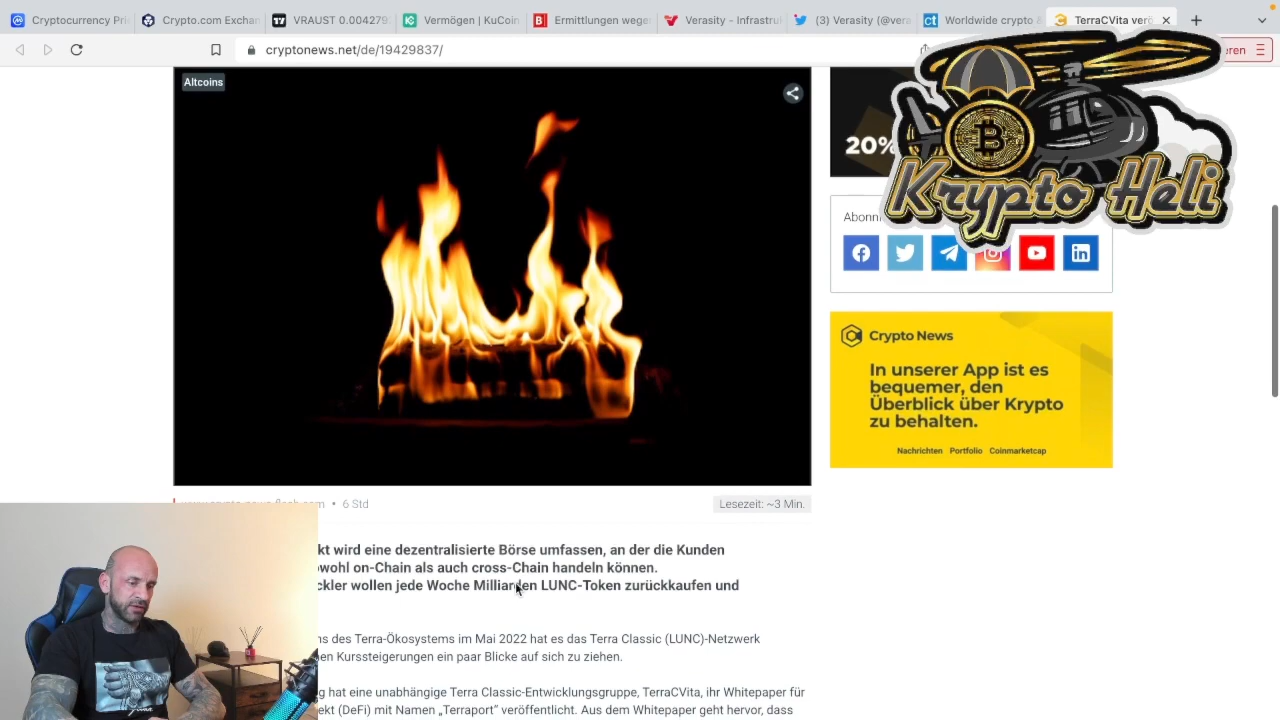 Cryptocurrency Pri
Crypto.com Exchan
VRAUST 0.004279
Vermögen | KuCoin
Ermittlungen wege
Verasity - Infrastru
(3) Verasity (@vera
Worldwide crypto &
TerraCVita verö
cryptonews.net/de/19429837/
eren
Altcoins
20%
Krypto Heli
Abonn
Crypto News
In unserer App ist es
bequemer, den
Überblick über Krypto
zu behalten.
Nachrichten Portfolio Coinmarketcap
m • 6 Std
Lesezeit: ~3 Min.
kt wird eine dezentralisierte Börse umfassen, an der die Kunden
owohl on-Chain als auch cross-Chain handeln können.
ckler wollen jede Woche Milliarden LUNC-Token zurückkaufen und
ns des Terra-Ökosystems im Mai 2022 hat es das Terra Classic (LUNC)-Netzwerk
en Kurssteigerungen ein paar Blicke auf sich zu ziehen.
g hat eine unabhängige Terra Classic-Entwicklungsgruppe, TerraCVita, ihr Whitepaper für
ekt (DeFi) mit Namen „Terraport“ veröffentlicht. Aus dem Whitepaper geht hervor, dass